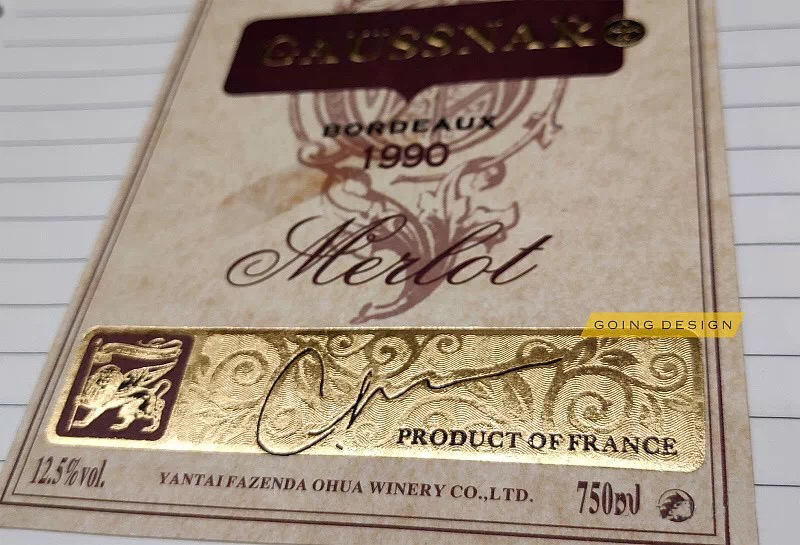 GAUSSNAR
BORDEAUX
1990
Merlot
GOING DESIGN
PRODUCT OF FRANCE
12.5%vol.
YANTAI FAZENDA OHUA WINERY CO.,LTD.
750ml